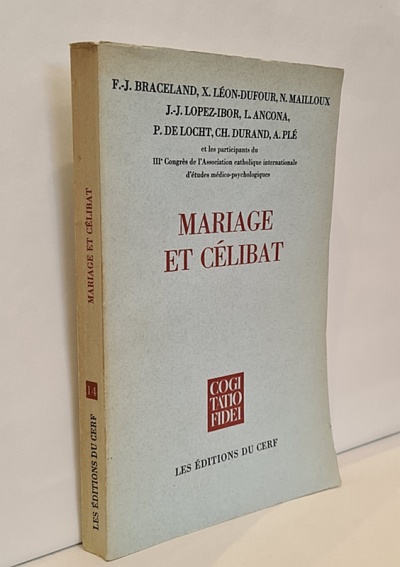 F.-J. BRACELAND, X. LÉON-DUFOUR, N. MAILLOUX
J.-J. LOPEZ-IBOR, L. ANCONA,
P. DE LOCHT, CH. DURAND, A. PLÉ
et les participants du
IIIe Congrès de l'Association catholique internationale
d'études médico-psychologiques
MARIAGE
ET CÉLIBAT
COGI
TATIO
FIDEI
LES ÉDITIONS DU CERF
MARIAGE ET CÉLIBAT
14
LES ÉDITIONS DU CERF